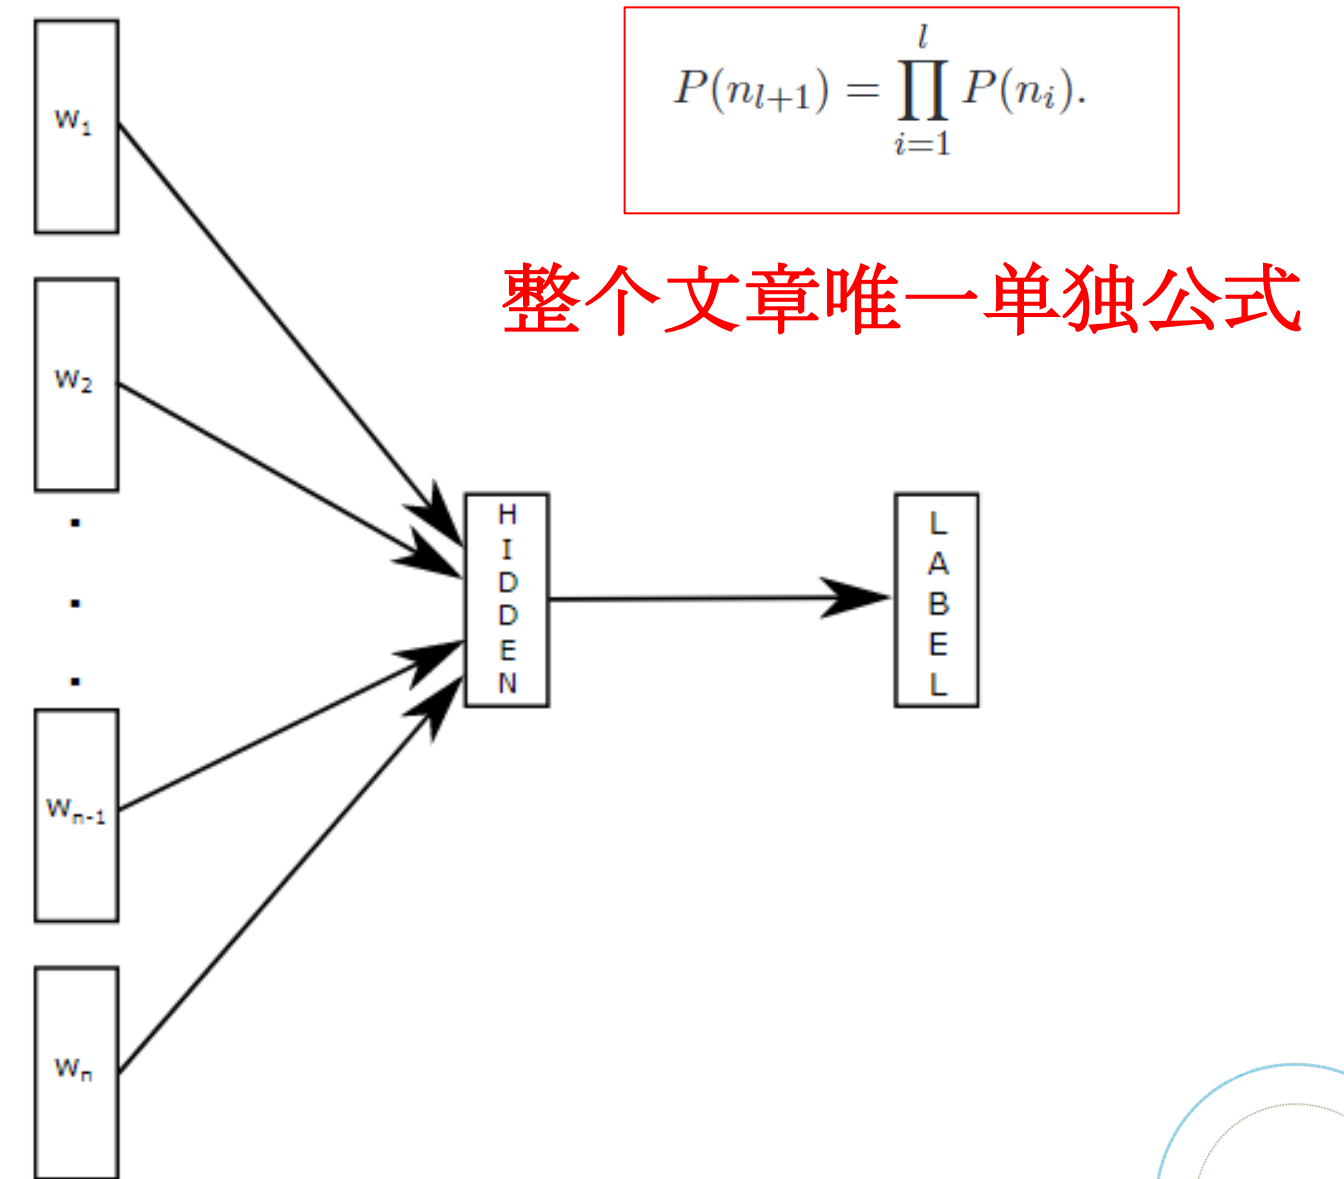 P(n_{l+1}) = \prod_{i=1}^{l} P(n_i).
整个文章唯一单独公式
w₁
w₂
.
.
.
wₙ₋₁
wₙ
HIDDEN
LABEL